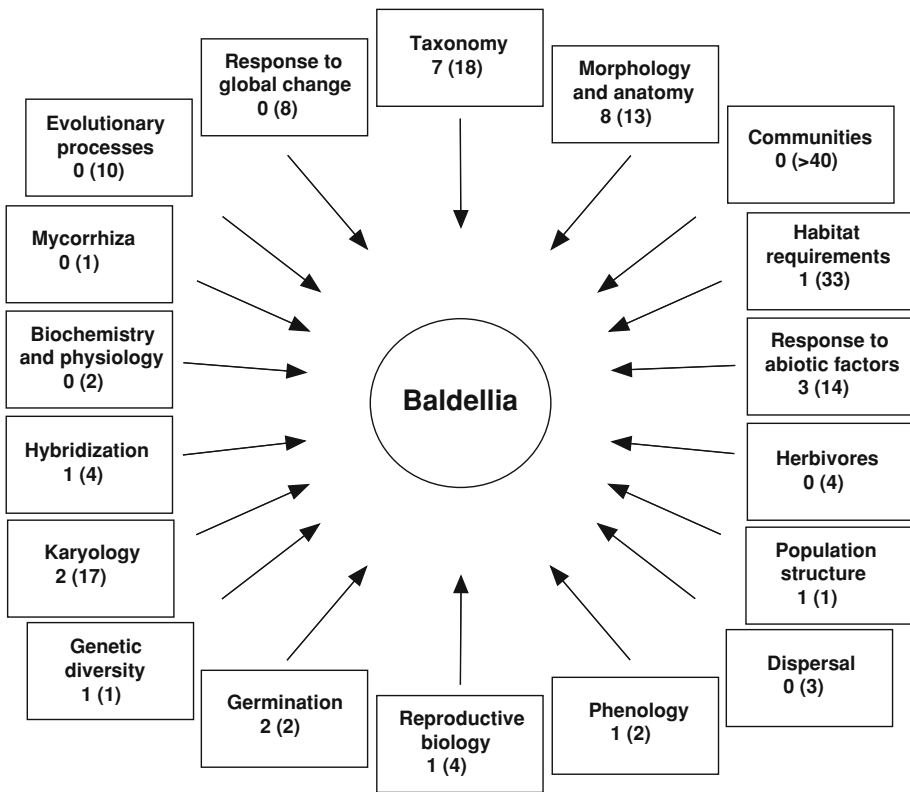 Taxonomy
7 (18)
Morphology
and anatomy
8 (13)
Communities
0 (>40)
Habitat
requirements
1 (33)
Response to
abiotic factors
3 (14)
Herbivores
0 (4)
Population
structure
1 (1)
Dispersal
0 (3)
Phenology
1 (2)
Reproductive
biology
1 (4)
Germination
2 (2)
Genetic
diversity
1 (1)
Karyology
2 (17)
Hybridization
1 (4)
Biochemistry
and physiology
0 (2)
Mycorrhiza
0 (1)
Evolutionary
processes
0 (10)
Response to
global change
0 (8)
Baldellia